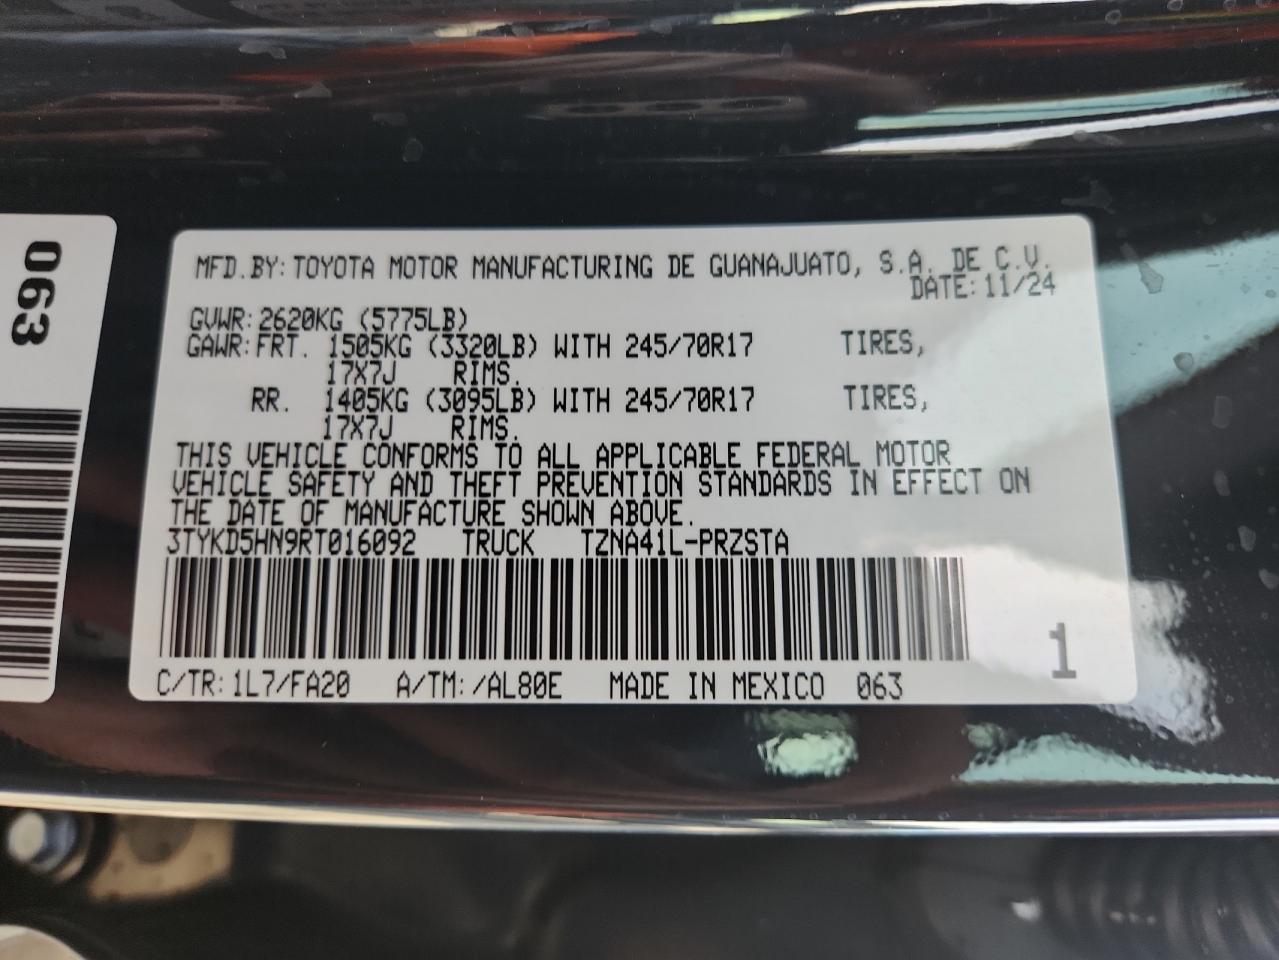 063
MFD.BY:TOYOTA MOTOR MANUFACTURING DE GUANAJUATO, S.A. DE C.V.
DATE:11/24
GVWR:2620KG (5775LB)
GAWR:FRT. 1505KG (3320LB) WITH 245/70R17 TIRES,
17X7J RIMS.
RR. 1405KG (3095LB) WITH 245/70R17 TIRES,
17X7J RIMS.
THIS VEHICLE CONFORMS TO ALL APPLICABLE FEDERAL MOTOR
VEHICLE SAFETY AND THEFT PREVENTION STANDARDS IN EFFECT ON
THE DATE OF MANUFACTURE SHOWN ABOVE.
3TYKD5HN9RT016092 TRUCK TZNA41L-PRZSTA
1
C/TR:1L7/FA20 A/TM:/AL80E MADE IN MEXICO 063